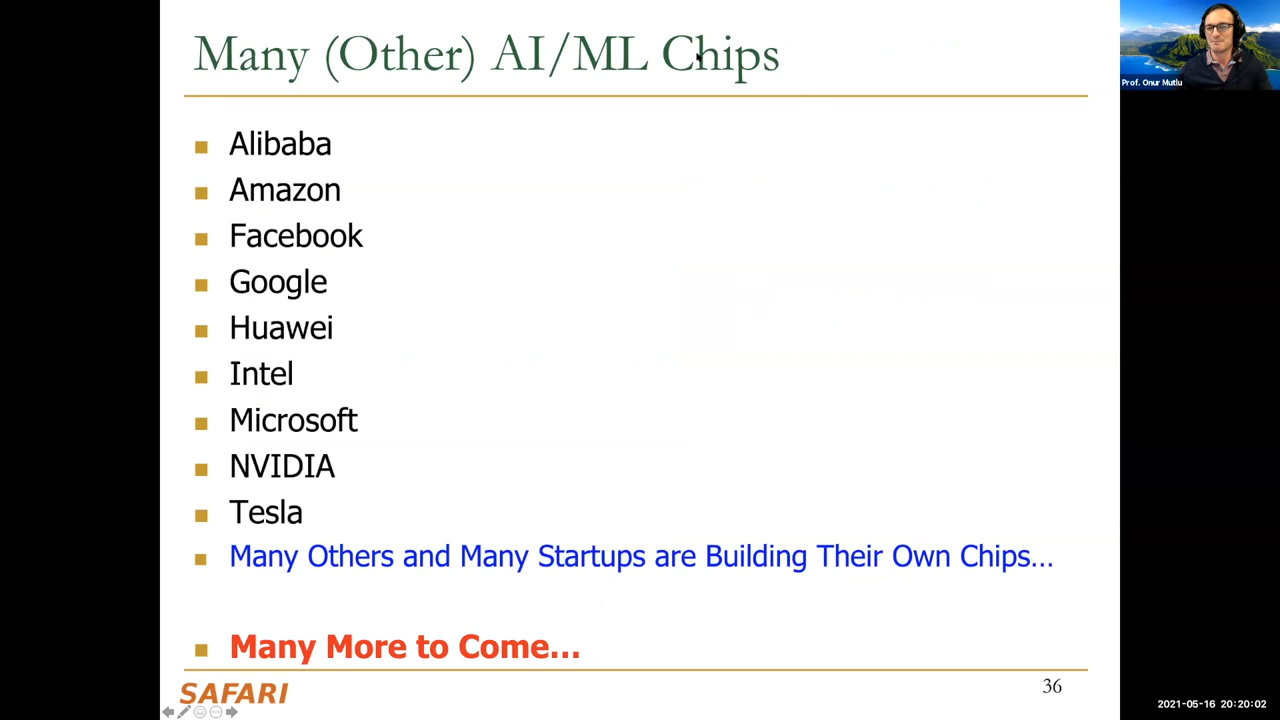 Many (Other) AI/ML Chips
Prof. Onur Mutlu
Alibaba
Amazon
Facebook
Google
Huawei
Intel
Microsoft
NVIDIA
Tesla
Many Others and Many Startups are Building Their Own Chips...
Many More to Come...
SAFARI
36
2021-05-16 20:20:02